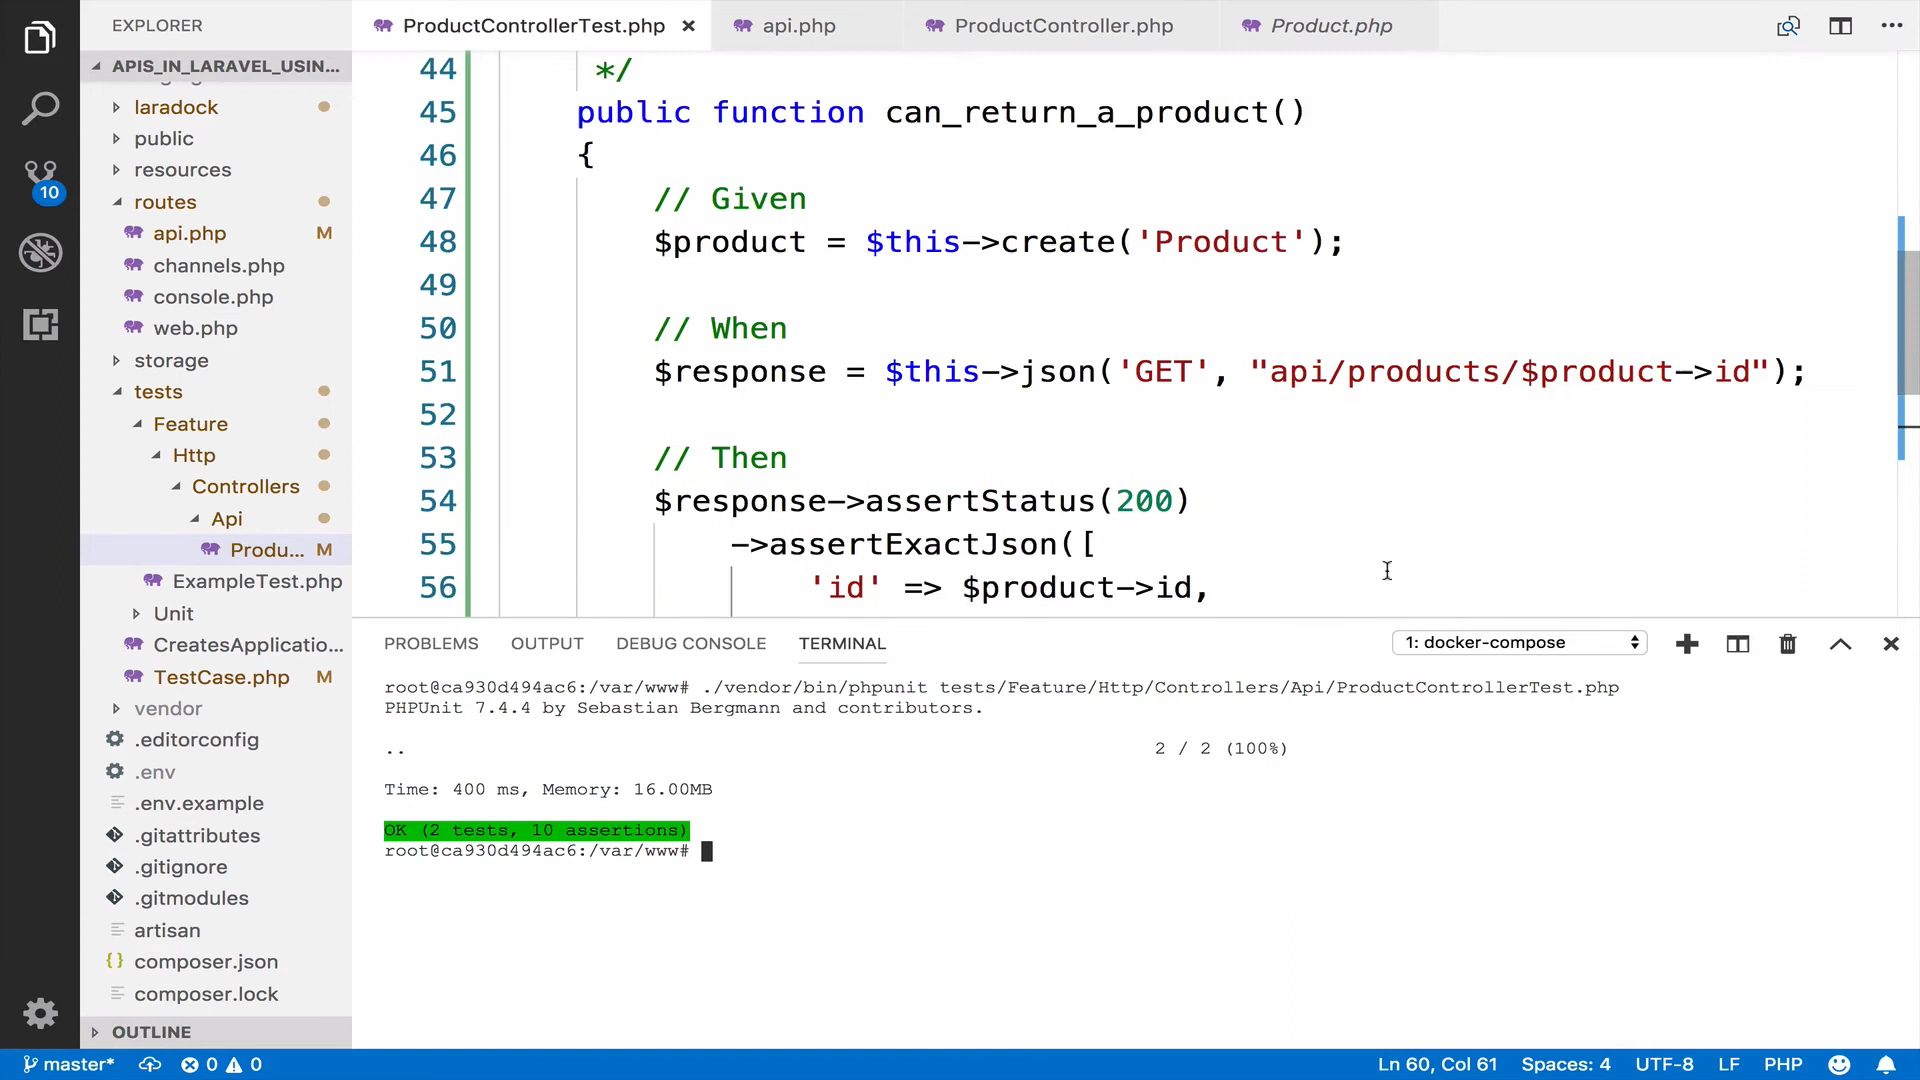 EXPLORER
APIS_IN_LARAVEL_USIN...
laradock
public
resources
routes
api.php M
channels.php
console.php
web.php
storage
tests
Feature
Http
Controllers
Api
Produ... M
ExampleTest.php
Unit
CreatesApplicatio...
TestCase.php M
vendor
.editorconfig
.env
.env.example
.gitattributes
.gitignore
.gitmodules
artisan
composer.json
composer.lock
OUTLINE
10
ProductControllerTest.php
api.php
ProductController.php
Product.php
44 */
45 public function can_return_a_product()
46 {
47 // Given
48 $product = $this->create('Product');
49
50 // When
51 $response = $this->json('GET', "api/products/$product->id");
52
53 // Then
54 $response->assertStatus(200)
55 ->assertExactJson([
56 'id' => $product->id,
PROBLEMS OUTPUT DEBUG CONSOLE TERMINAL 1: docker-compose
root@ca930d494ac6:/var/www# ./vendor/bin/phpunit tests/Feature/Http/Controllers/Api/ProductControllerTest.php
PHPUnit 7.4.4 by Sebastian Bergmann and contributors.
.. 2 / 2 (100%)
Time: 400 ms, Memory: 16.00MB
OK (2 tests, 10 assertions)
root@ca930d494ac6:/var/www#
master* 0 0 Ln 60, Col 61 Spaces: 4 UTF-8 LF PHP